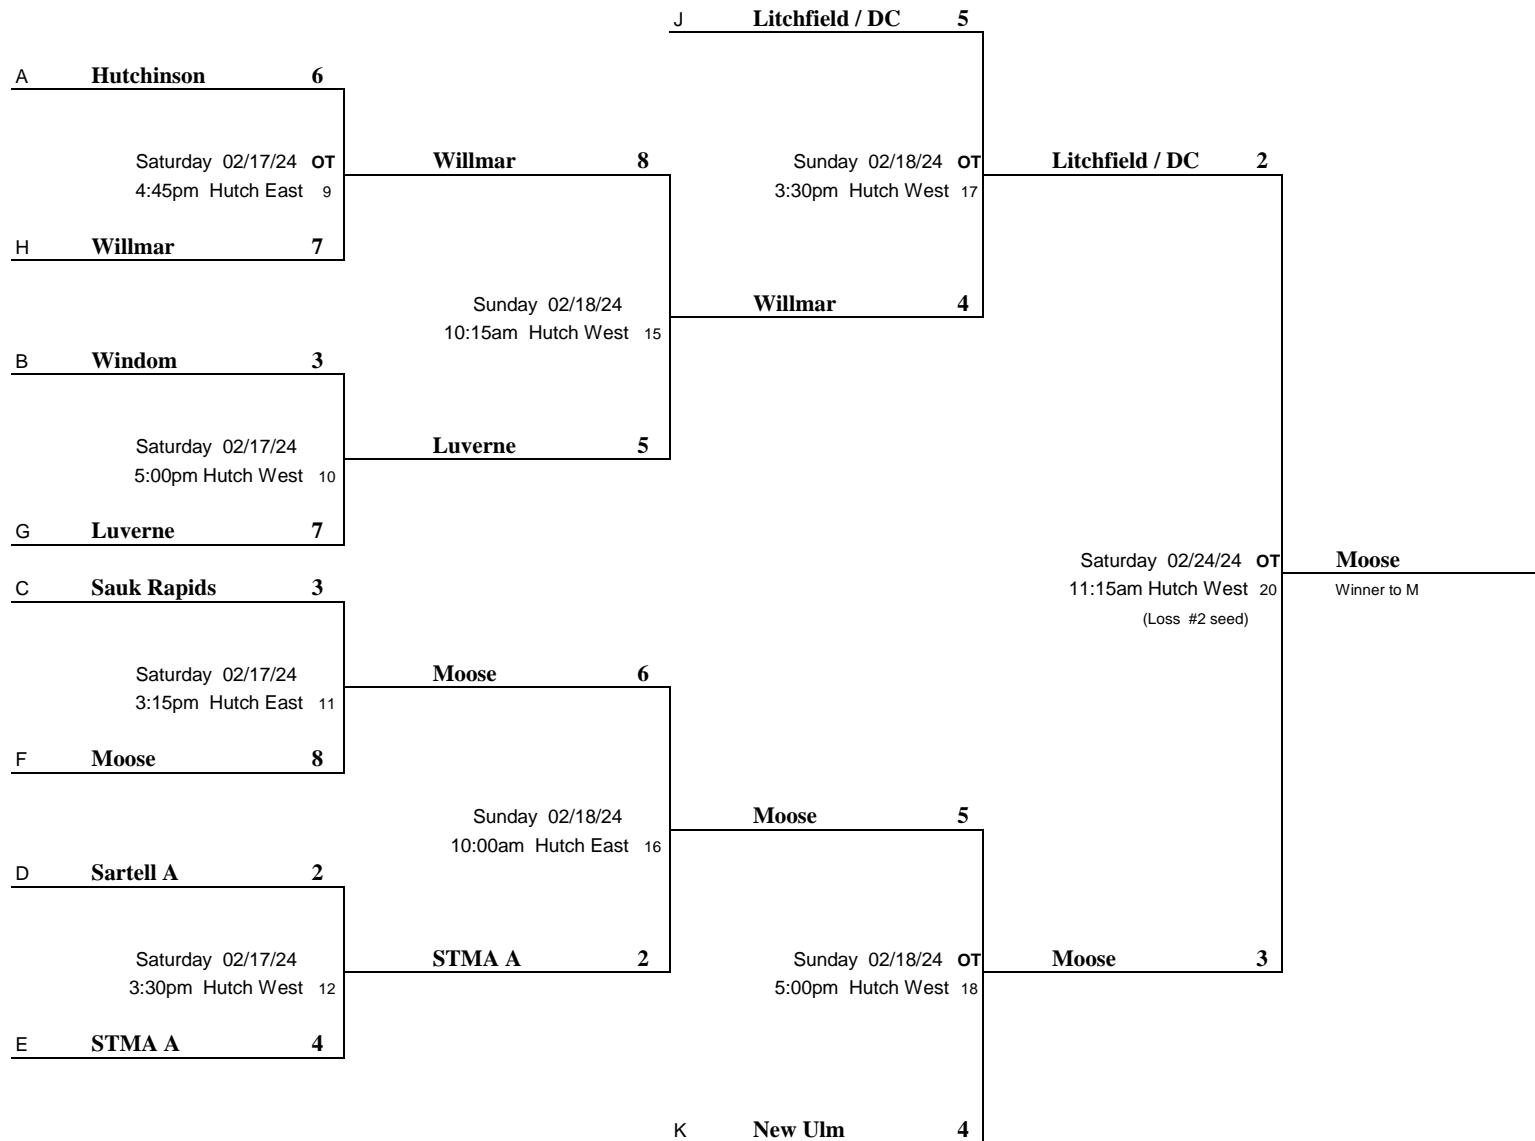 J Litchfield / DC 5
A Hutchinson 6
Saturday 02/17/24 OT
4:45pm Hutch East 9
Willmar 8
Sunday 02/18/24 OT
3:30pm Hutch West 17
Litchfield / DC 2
H Willmar 7
Sunday 02/18/24
10:15am Hutch West 15
Willmar 4
B Windom 3
Saturday 02/17/24
5:00pm Hutch West 10
Luverne 5
G Luverne 7
C Sauk Rapids 3
Saturday 02/24/24 OT
11:15am Hutch West 20
(Loss #2 seed)
Moose
Winner to M
Saturday 02/17/24
3:15pm Hutch East 11
Moose 6
F Moose 8
Sunday 02/18/24
10:00am Hutch East 16
Moose 5
D Sartell A 2
Saturday 02/17/24
3:30pm Hutch West 12
STMA A 2
Sunday 02/18/24 OT
5:00pm Hutch West 18
Moose 3
E STMA A 4
K New Ulm 4